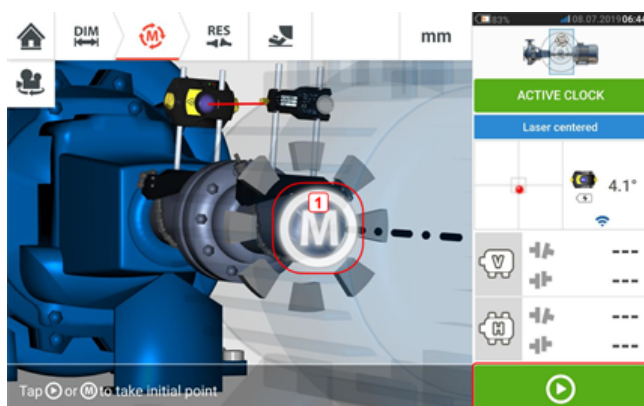 DIM
M
RES
mm
83%
08.07.2019 06:44
ACTIVE CLOCK
Laser centered
4.1°
1
M
V
---
---
H
---
---
Tap or M to take initial point